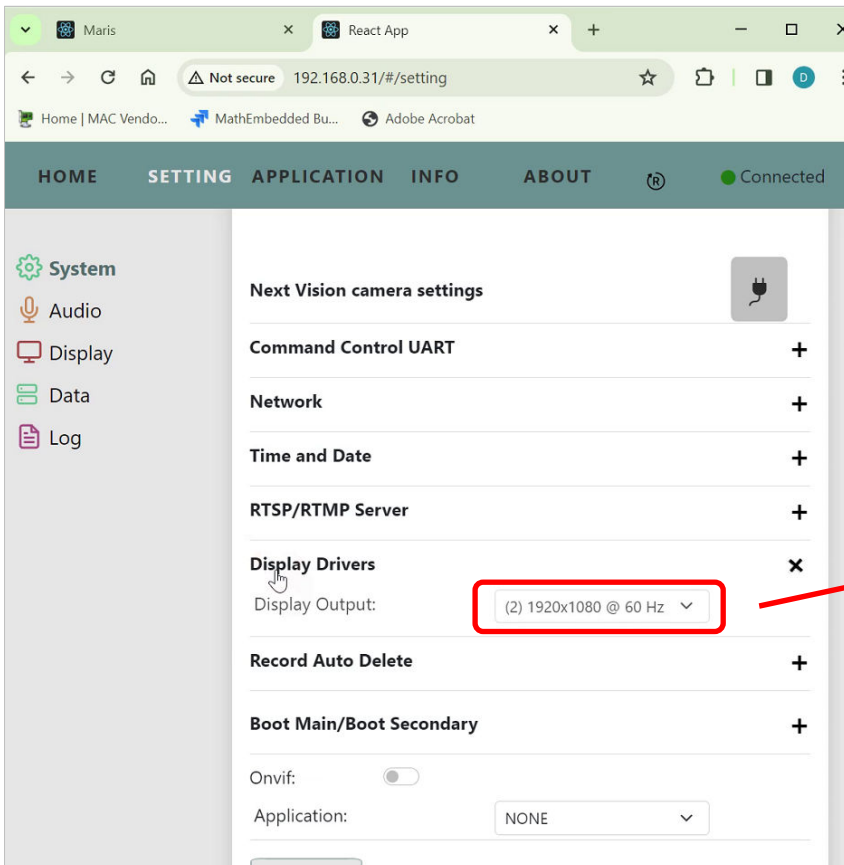 Maris
React App
Not secure 192.168.0.31/#/setting
D
Home | MAC Vendo... MathEmbedded Bu... Adobe Acrobat
HOME SETTING APPLICATION INFO ABOUT R Connected
System
Audio
Display
Data
Log
Next Vision camera settings
Command Control UART
Network
Time and Date
RTSP/RTMP Server
Display Drivers
Display Output: (2) 1920x1080 @ 60 Hz
Record Auto Delete
Boot Main/Boot Secondary
Onvif:
Application: NONE